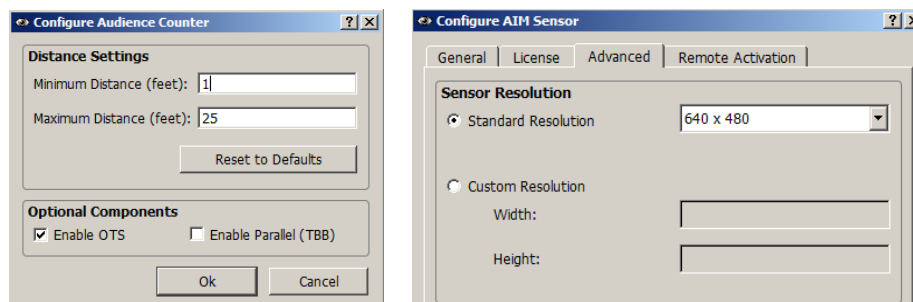 Configure Audience Counter
Distance Settings
Minimum Distance (feet): 1
Maximum Distance (feet): 25
Reset to Defaults
Optional Components
Enable OTS Enable Parallel (TBB)
Ok Cancel
Configure AIM Sensor
General License Advanced Remote Activation
Sensor Resolution
Standard Resolution 640 x 480
Custom Resolution
Width:
Height: